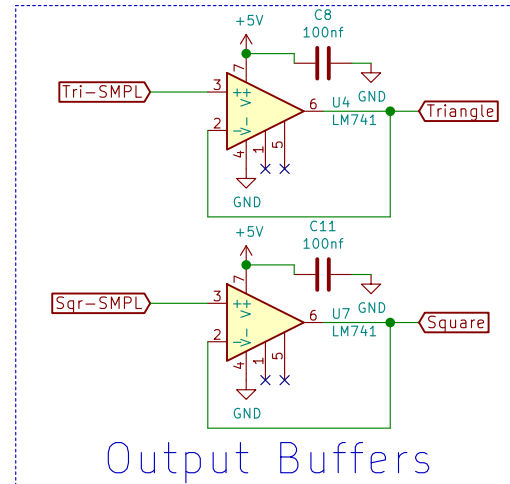 C8
+5V
100nf
7
Tri-SMPL
3
+
V+
6
U4
GND
LM741
Triangle
2
-
V-
4
1
5
GND
C11
+5V
100nf
7
Sqr-SMPL
3
+
V+
6
U7
GND
LM741
Square
2
-
V-
4
1
5
GND
Output Buffers